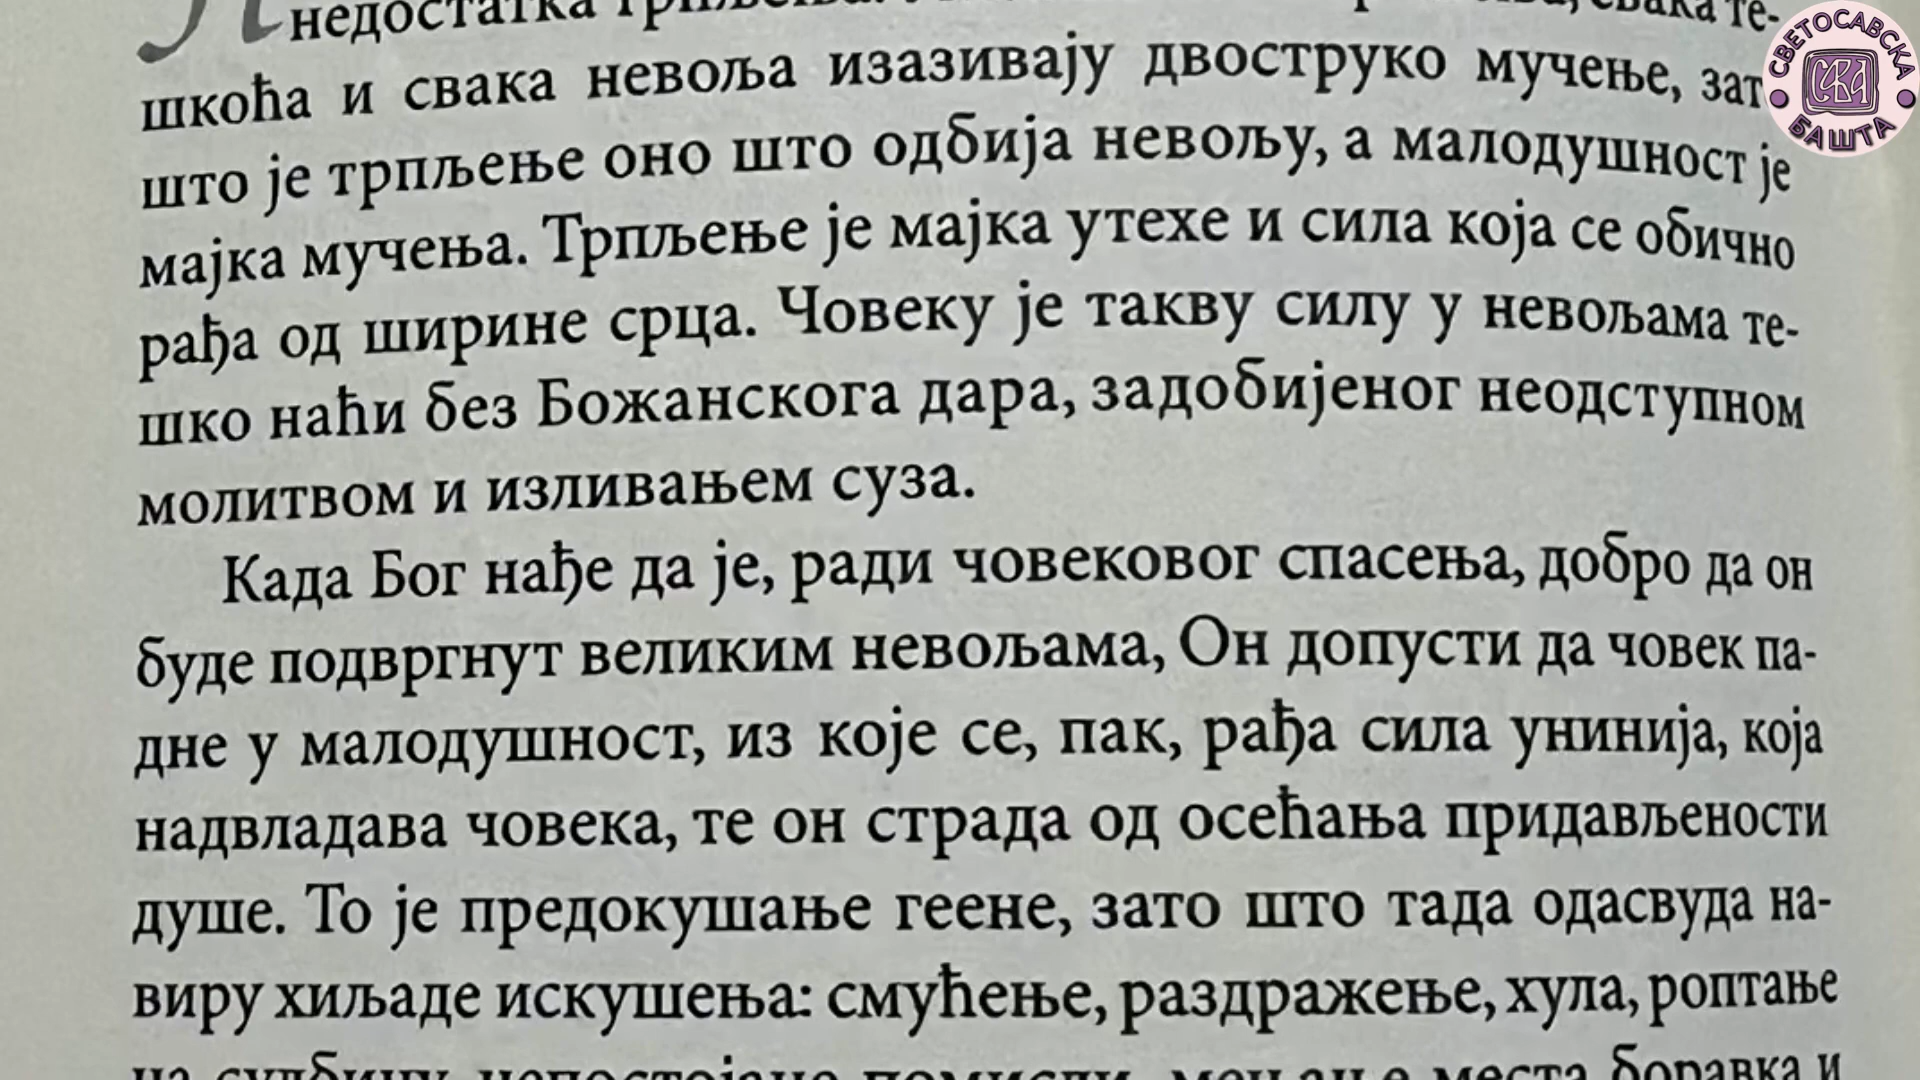 недостатка
шкоћа и свака невоља изазивају двоструко мучење, зат
што је трпљење оно што одбија невољу, а малодушност је
мајка мучења. Трпљење је мајка утехе и сила која се обично
рађа од ширине срца. Човеку је такву силу у невољама те-
шко наћи без Божанскога дара, задобијеног неодступном
молитвом и изливањем суза.
Када Бог нађе да је, ради човековог спасења, добро да он
буде подвргнут великим невољама, Он допусти да човек па-
дне у малодушност, из које се, пак, рађа сила унинија, која
надвладава човека, те он страда од осећања придављености
душе. То је предокушање геене, зато што тада одасвуда на-
виру хиљаде искушења: смућење, раздражење, хула, роптање
места боравка и
СВЕТОСАВСКА
САВА
БАШТА